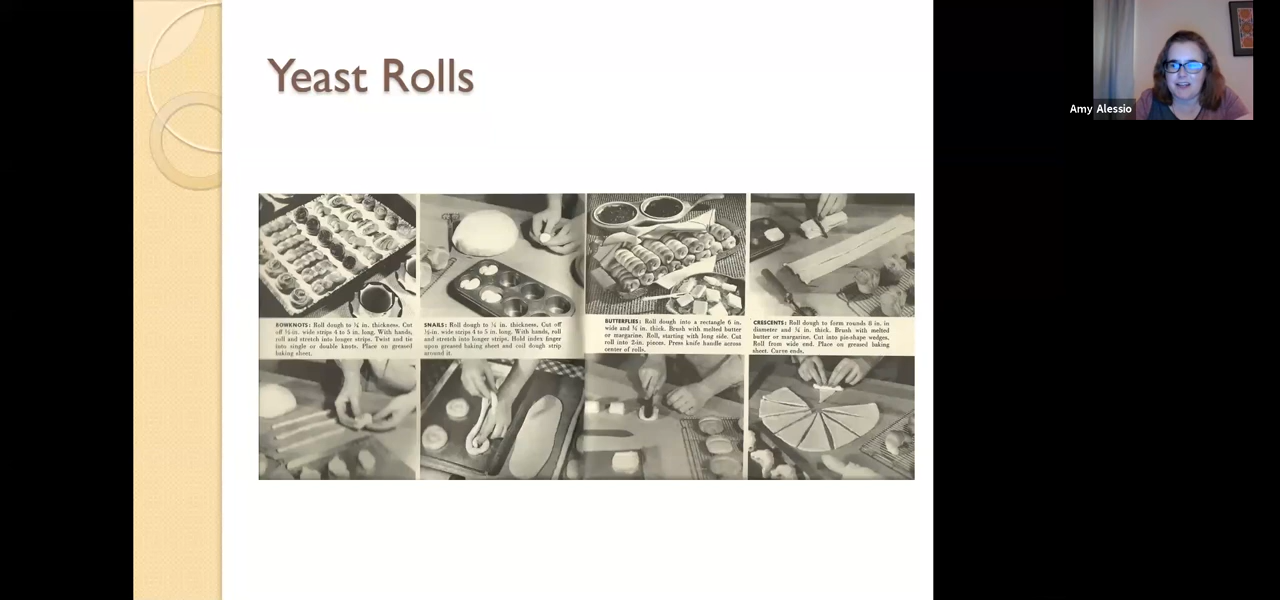 Yeast Rolls
Amy Alessio
BOWKNOTS: Roll dough to ¼ in. thickness. Cut
off ½-in. wide strips 4 to 5 in. long. With hands,
roll and stretch into longer strips. Twist and tie
into single or double knots. Place on greased
baking sheet.
SNAILS: Roll dough to ¼ in. thickness. Cut off
½-in. wide strips 4 to 5 in. long. With hands, roll
and stretch into longer strips. Hold index finger
upon greased baking sheet and coil dough strip
around it.
BUTTERFLIES: Roll dough into a rectangle 6 in.
wide and ¼ in. thick. Brush with melted butter
or margarine. Roll, starting with long side. Cut
roll into 2-in. pieces. Press knife handle across
center of rolls.
CRESCENTS: Roll dough to form rounds 8 in. in
diameter and ¼ in. thick. Brush with melted
butter or margarine. Cut into pie-shape wedges.
Roll from wide end. Place on greased baking
sheet. Curve ends.